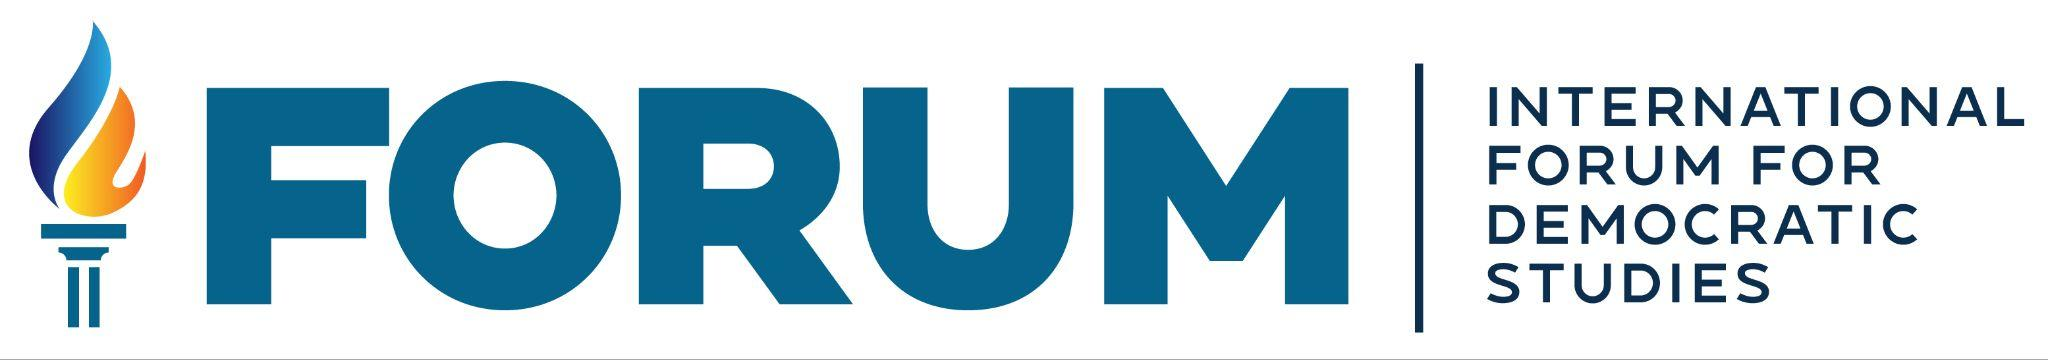 FORUM
INTERNATIONAL
FORUM FOR
DEMOCRATIC
STUDIES